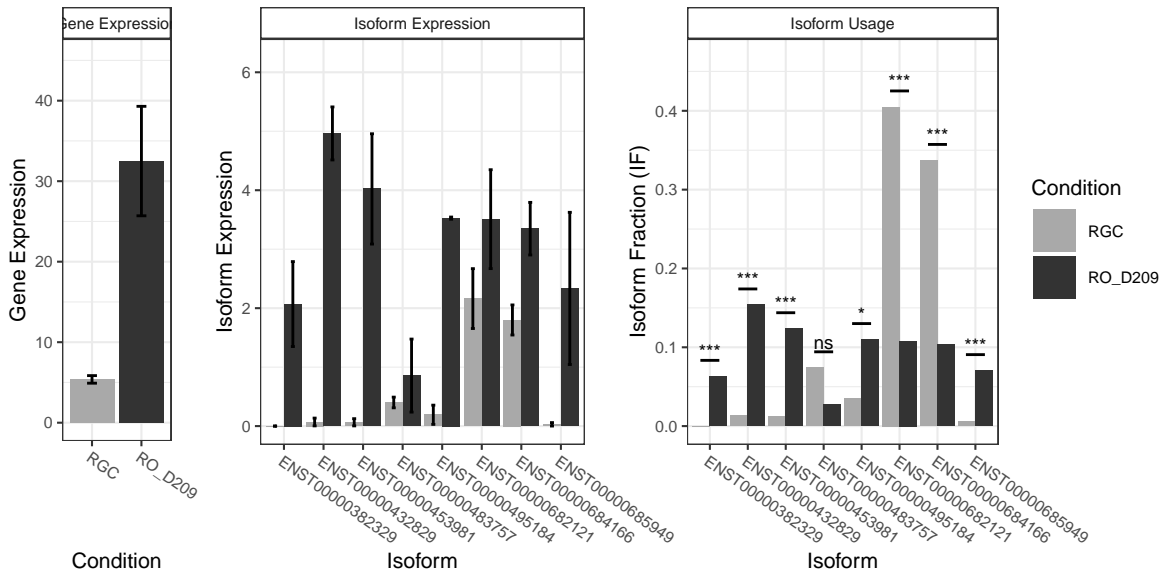 Gene Expression
Gene Expression
40
30
20
10
0
RGC
RO_D209
Condition
Isoform Expression
Isoform Expression
6
4
2
0
ENST00000382329
ENST00000432829
ENST00000453981
ENST00000483757
ENST00000495184
ENST00000682121
ENST00000684166
ENST00000685949
Isoform
Isoform Usage
Isoform Fraction (IF)
0.4
0.3
0.2
0.1
0.0
***
***
***
ns
*
***
***
***
ENST00000382329
ENST00000432829
ENST00000453981
ENST00000483757
ENST00000495184
ENST00000682121
ENST00000684166
ENST00000685949
Isoform
Condition
RGC
RO_D209